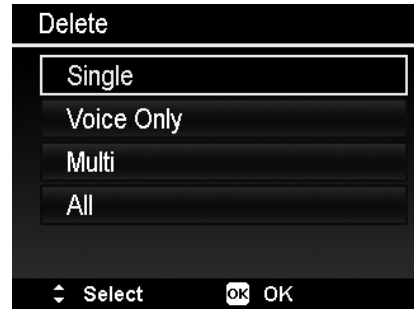 Delete
Single
Voice Only
Multi
All
Select OK OK